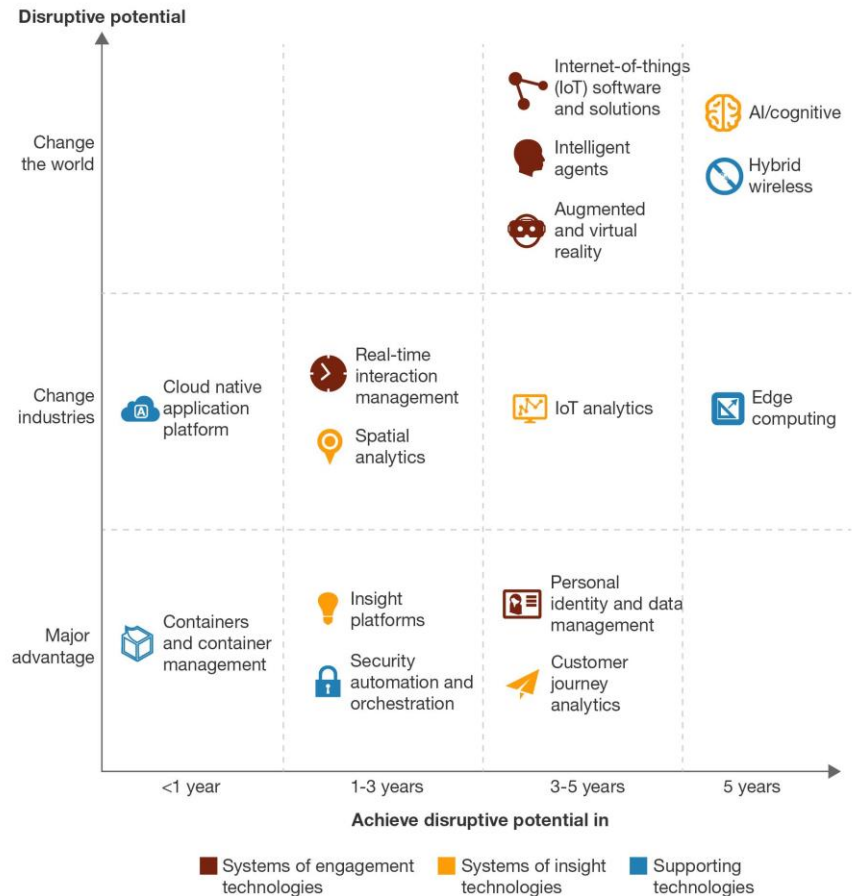 Disruptive potential
Change
the world
Internet-of-things
(IoT) software
and solutions
Intelligent
agents
Augmented
and virtual
reality
AI/cognitive
Hybrid
wireless
Change
industries
Cloud native
application
platform
A
Real-time
interaction
management
Spatial
analytics
IoT analytics
Edge
computing
Major
advantage
Containers
and container
management
Insight
platforms
Security
automation and
orchestration
Personal
identity and data
management
Customer
journey
analytics
<1 year
1-3 years
3-5 years
5 years
Achieve disruptive potential in
Systems of engagement
technologies
Systems of insight
technologies
Supporting
technologies